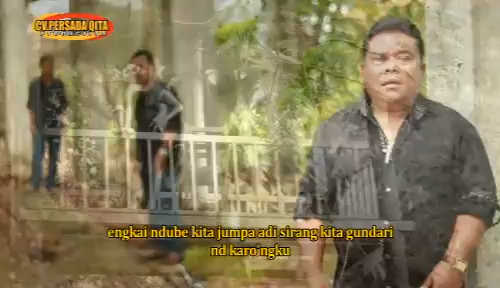 CV.PERSADA QITA
engkai ndube kita jumpa adi sirang kita gundari
nd karo'ngku